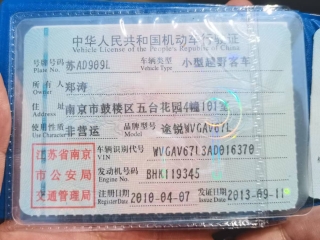 中华人民共和国机动车行驶证
Vehicle License of the People's Republic of China
号牌号码 苏AD909L 车辆类型 小型越野客车
Plate No. Vehicle Type
所有人 郑涛
Owner
住址 南京市鼓楼区五台花园4幢101室
Address
使用性质 非营运 品牌型号 途锐WVGAV67L
Use Character Model
江苏省南京
市公安局
交通管理局
车辆识别代号 WVGAV67L3AD016370
VIN
发动机号码 BHK119345
Engine No.
注册日期 2010-04-07 发证日期 2013-09-11
Register Date Issue Date